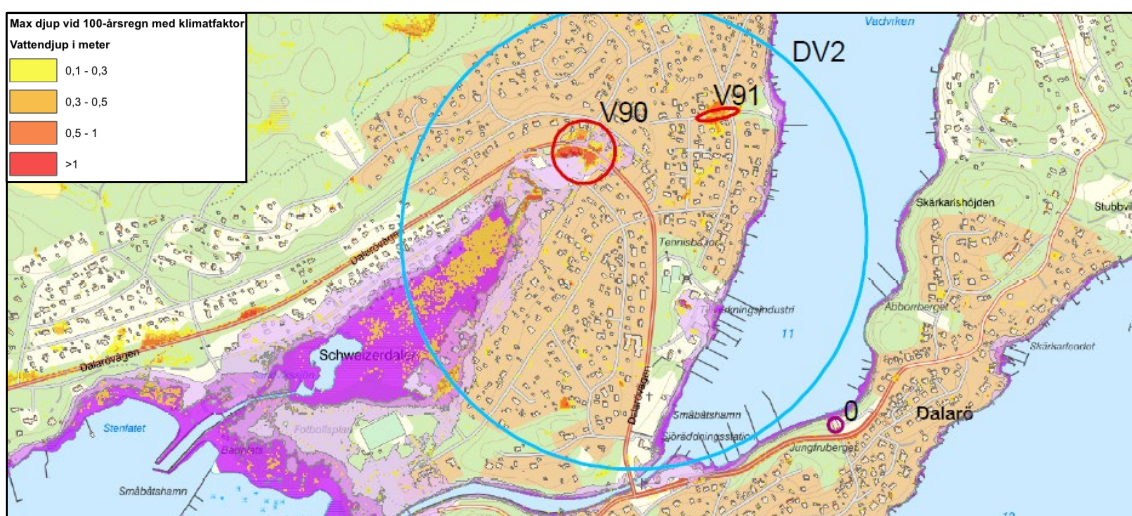 Max djup vid 100-årsregn med klimatfaktor
Vattendjup i meter
0,1 - 0,3
0,3 - 0,5
0,5 - 1
>1
Vadviken
DV2
V91
V90
Skärkarlshöjden
Stubbvi
Dalarövägen
Tennisbanor
Abborrberget
11
Schweizerdalen
Skärkarlsodet
Dalarövägen
Dalarövägen
0
Dalarö
Stenfatet
Fotbollsplan
Småbåtshamn
Sjöräddningsstation
Jungfruberget
Badplats
Småbåtshamn
12